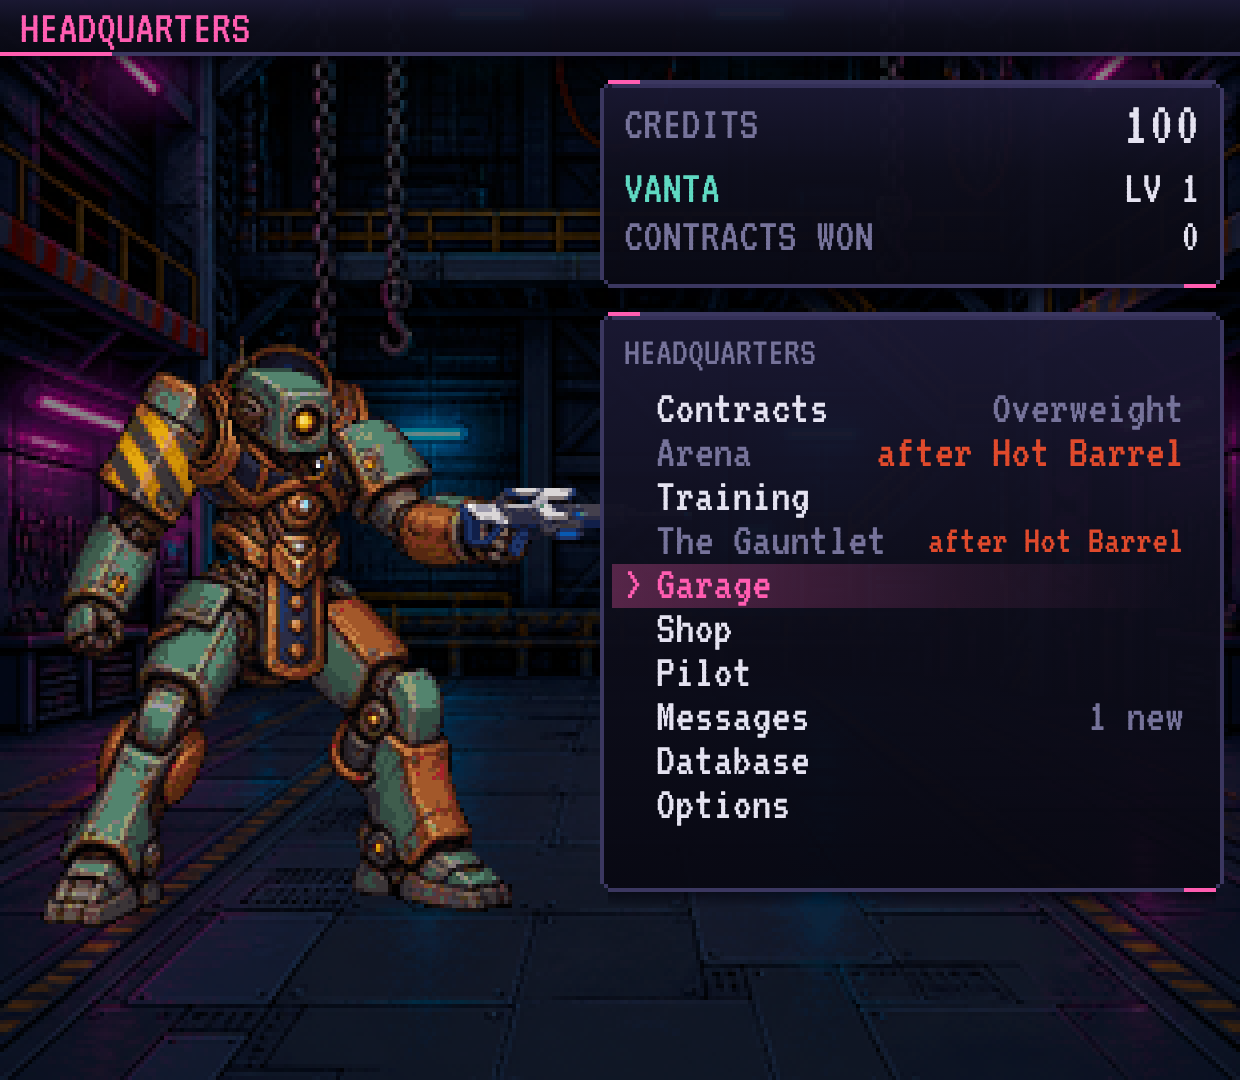 HEADQUARTERS
CREDITS 100
VANTA LV 1
CONTRACTS WON 0
HEADQUARTERS
Contracts Overweight
Arena after Hot Barrel
Training
The Gauntlet after Hot Barrel
> Garage
Shop
Pilot
Messages 1 new
Database
Options